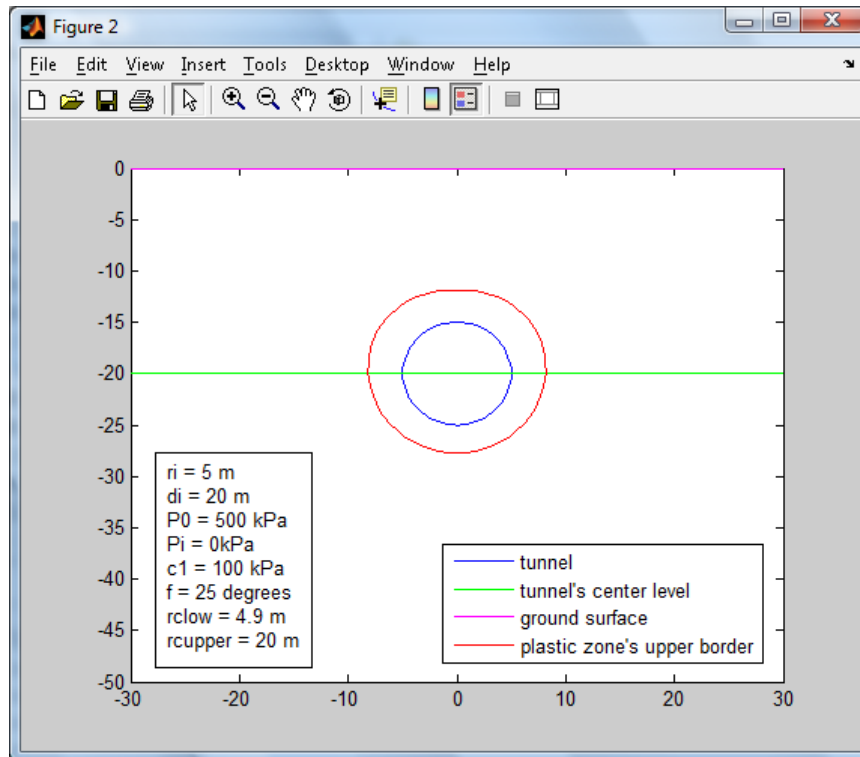 Figure 2
File Edit View Insert Tools Desktop Window Help
0
-5
-10
-15
-20
-25
-30
-35
-40
-45
-50
-30 -20 -10 0 10 20 30
ri = 5 m
di = 20 m
P0 = 500 kPa
Pi = 0kPa
c1 = 100 kPa
f = 25 degrees
rclow = 4.9 m
rcupper = 20 m
tunnel
tunnel's center level
ground surface
plastic zone's upper border